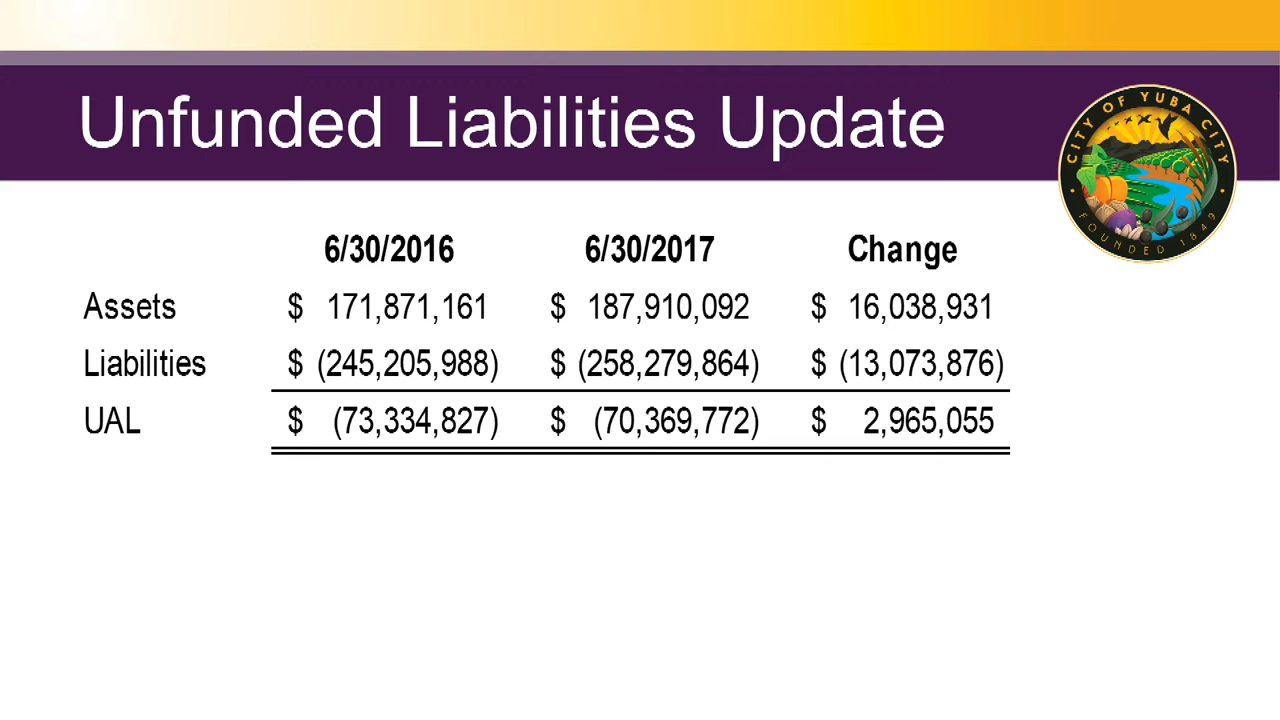 Unfunded Liabilities Update
CITY OF YUBA CITY
FOUNDED 1849
6/30/2016 6/30/2017 Change
Assets $ 171,871,161 $ 187,910,092 $ 16,038,931
Liabilities $ (245,205,988) $ (258,279,864) $ (13,073,876)
UAL $ (73,334,827) $ (70,369,772) $ 2,965,055